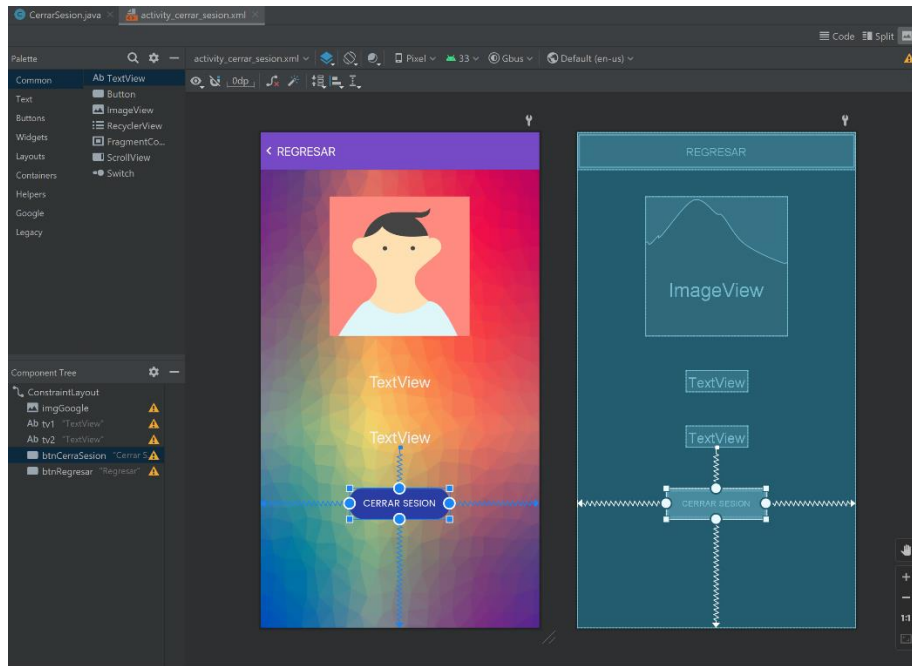 CerrarSesion.java × activity_cerrar_sesion.xml ×
Code Split
Palette
activity_cerrar_sesion.xml Pixel 33 Gbus Default (en-us)
Common
Text
Buttons
Widgets
Layouts
Containers
Helpers
Google
Legacy
Ab TextView
Button
ImageView
RecyclerView
FragmentCo...
ScrollView
Switch
0dp
< REGRESAR
TextView
TextView
CERRAR SESION
REGRESAR
ImageView
TextView
TextView
CERRAR SESION
Component Tree
ConstraintLayout
imgGoogle
Ab tv1 "TextView"
Ab tv2 "TextView"
btnCerraSesion "Cerrar S
btnRegresar "Regresar"
+
−
1:1